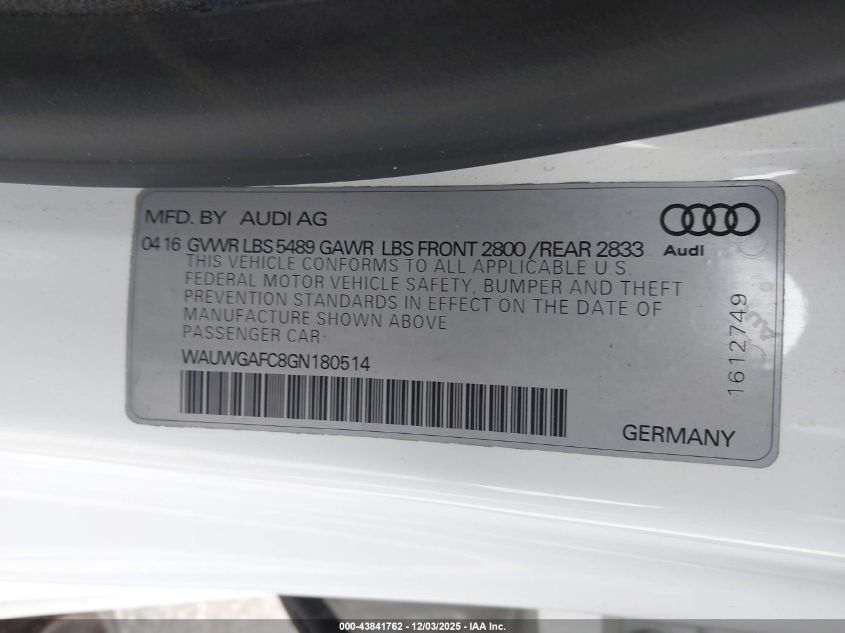 MFD. BY AUDI AG
Audi
04 16 GVWR LBS 5489 GAWR LBS FRONT 2800 /REAR 2833
THIS VEHICLE CONFORMS TO ALL APPLICABLE U.S.
FEDERAL MOTOR VEHICLE SAFETY, BUMPER AND THEFT
PREVENTION STANDARDS IN EFFECT ON THE DATE OF
MANUFACTURE SHOWN ABOVE
PASSENGER CAR
WAUWGAFC8GN180514
1612749
GERMANY
000-43841762 - 12/03/2025 - IAA Inc.